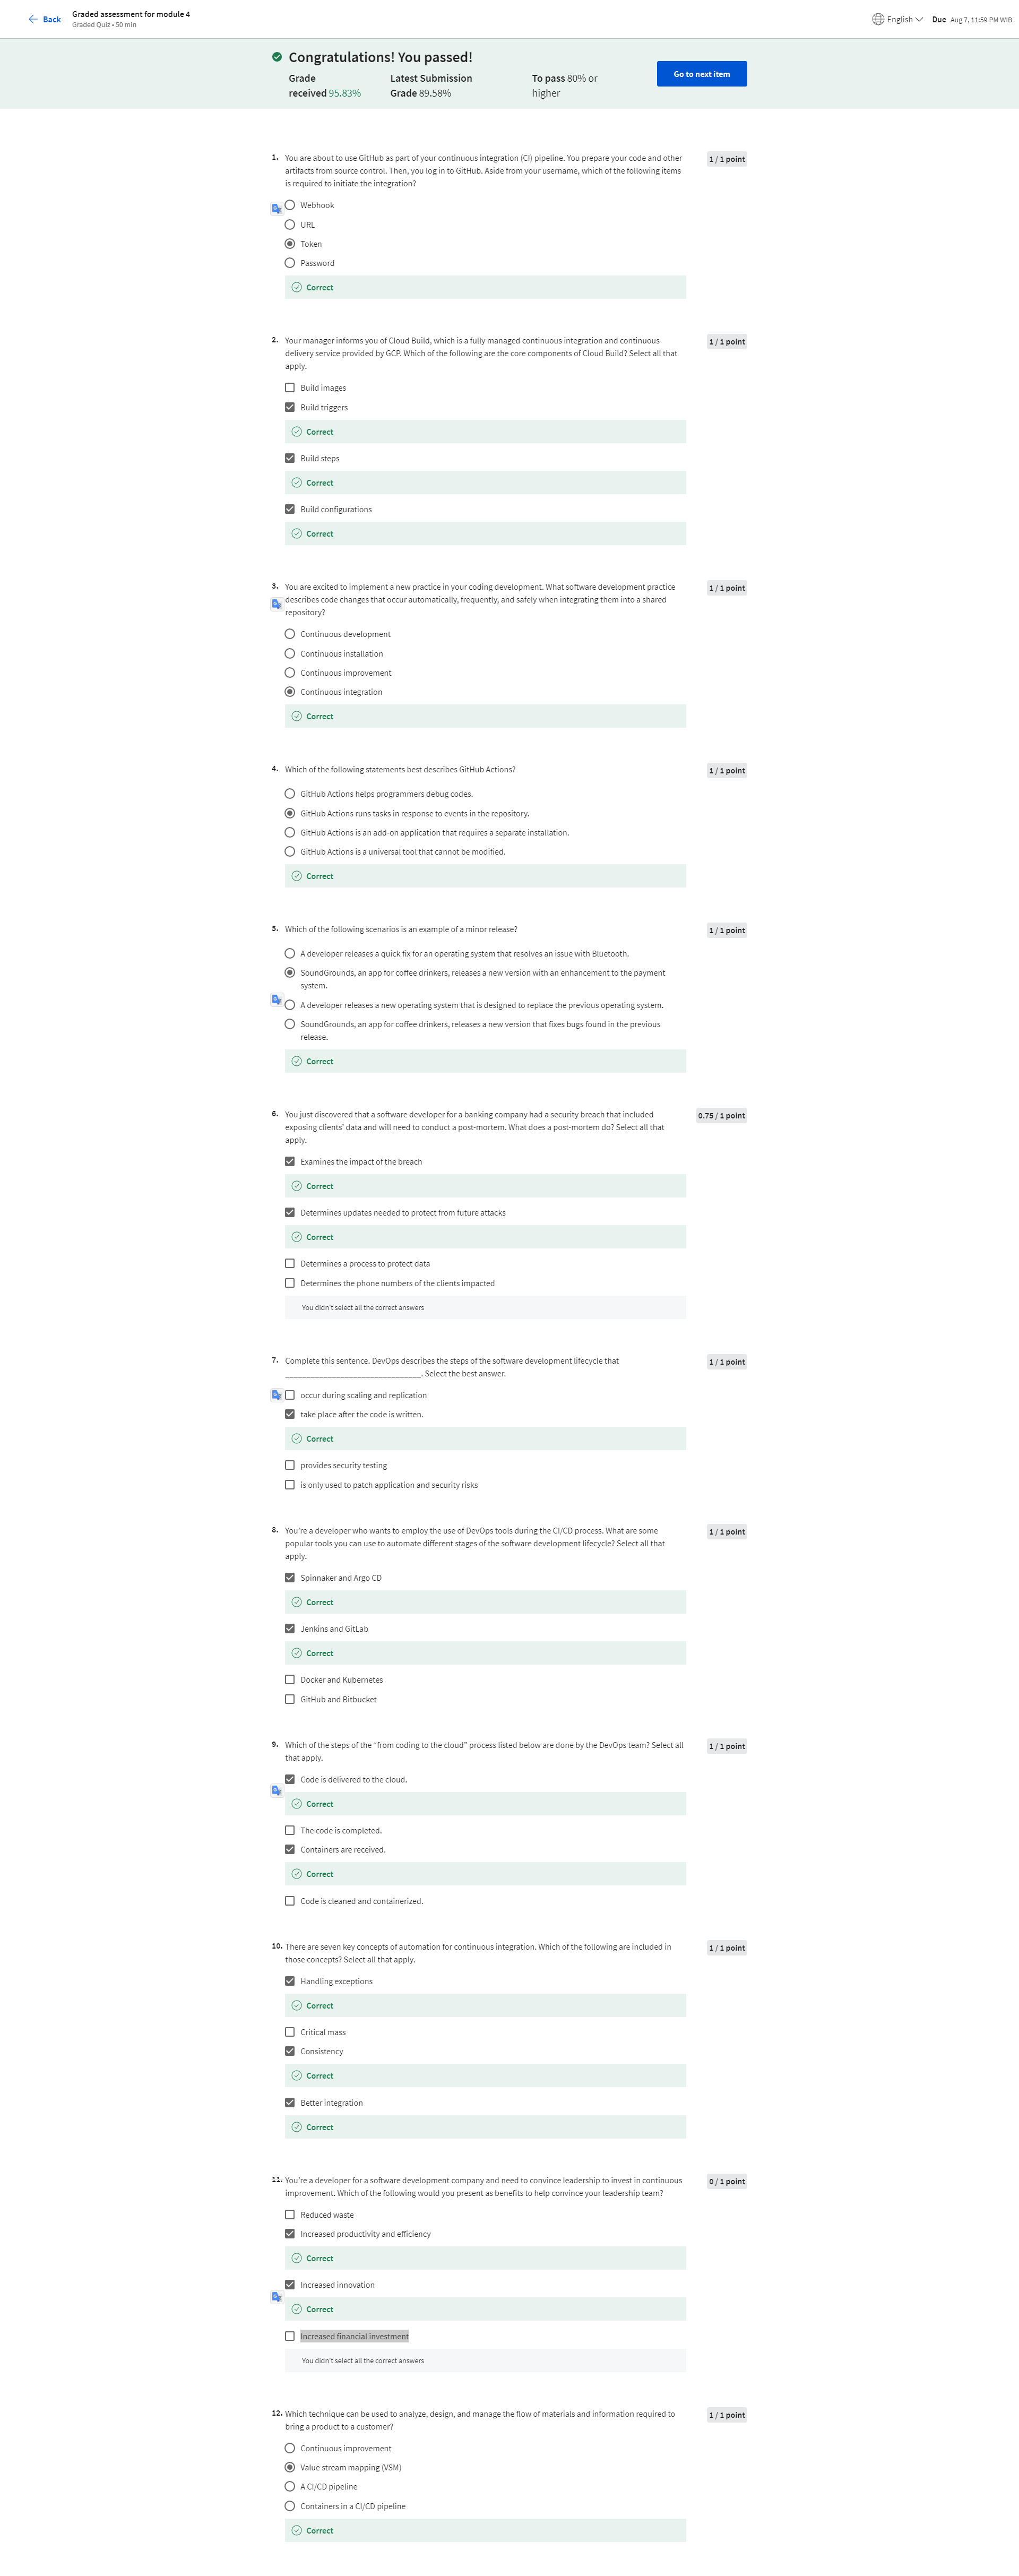 Back
Graded assessment for module 4
Graded Quiz • 50 min
English
Due Aug 7, 11:59 PM WIB
Congratulations! You passed!
Grade received 95.83%
Latest Submission Grade 89.58%
To pass 80% or higher
Go to next item
1. You are about to use GitHub as part of your continuous integration (CI) pipeline. You prepare your code and other
artifacts from source control. Then, you log in to GitHub. Aside from your username, which of the following items
is required to initiate the integration?
1 / 1 point
Webhook
URL
Token
Password
Correct
2. Your manager informs you of Cloud Build, which is a fully managed continuous integration and continuous
delivery service provided by GCP. Which of the following are the core components of Cloud Build? Select all that
apply.
1 / 1 point
Build images
Build triggers
Correct
Build steps
Correct
Build configurations
Correct
3. You are excited to implement a new practice in your coding development. What software development practice
describes code changes that occur automatically, frequently, and safely when integrating them into a shared
repository?
1 / 1 point
Continuous development
Continuous installation
Continuous improvement
Continuous integration
Correct
4. Which of the following statements best describes GitHub Actions?
1 / 1 point
GitHub Actions helps programmers debug codes.
GitHub Actions runs tasks in response to events in the repository.
GitHub Actions is an add-on application that requires a separate installation.
GitHub Actions is a universal tool that cannot be modified.
Correct
5. Which of the following scenarios is an example of a minor release?
1 / 1 point
A developer releases a quick fix for an operating system that resolves an issue with Bluetooth.
SoundGrounds, an app for coffee drinkers, releases a new version with an enhancement to the payment
system.
A developer releases a new operating system that is designed to replace the previous operating system.
SoundGrounds, an app for coffee drinkers, releases a new version that fixes bugs found in the previous
release.
Correct
6. You just discovered that a software developer for a banking company had a security breach that included
exposing clients’ data and will need to conduct a post-mortem. What does a post-mortem do? Select all that
apply.
0.75 / 1 point
Examines the impact of the breach
Correct
Determines updates needed to protect from future attacks
Correct
Determines a process to protect data
Determines the phone numbers of the clients impacted
You didn’t select all the correct answers
7. Complete this sentence. DevOps describes the steps of the software development lifecycle that
________________________________. Select the best answer.
1 / 1 point
occur during scaling and replication
take place after the code is written.
Correct
provides security testing
is only used to patch application and security risks
8. You’re a developer who wants to employ the use of DevOps tools during the CI/CD process. What are some
popular tools you can use to automate different stages of the software development lifecycle? Select all that
apply.
1 / 1 point
Spinnaker and Argo CD
Correct
Jenkins and GitLab
Correct
Docker and Kubernetes
GitHub and Bitbucket
9. Which of the steps of the “from coding to the cloud” process listed below are done by the DevOps team? Select all
that apply.
1 / 1 point
Code is delivered to the cloud.
Correct
The code is completed.
Containers are received.
Correct
Code is cleaned and containerized.
10. There are seven key concepts of automation for continuous integration. Which of the following are included in
those concepts? Select all that apply.
1 / 1 point
Handling exceptions
Correct
Critical mass
Consistency
Correct
Better integration
Correct
11. You’re a developer for a software development company and need to convince leadership to invest in continuous
improvement. Which of the following would you present as benefits to help convince your leadership team?
0 / 1 point
Reduced waste
Increased productivity and efficiency
Correct
Increased innovation
Correct
Increased financial investment
You didn’t select all the correct answers
12. Which technique can be used to analyze, design, and manage the flow of materials and information required to
bring a product to a customer?
1 / 1 point
Continuous improvement
Value stream mapping (VSM)
A CI/CD pipeline
Containers in a CI/CD pipeline
Correct